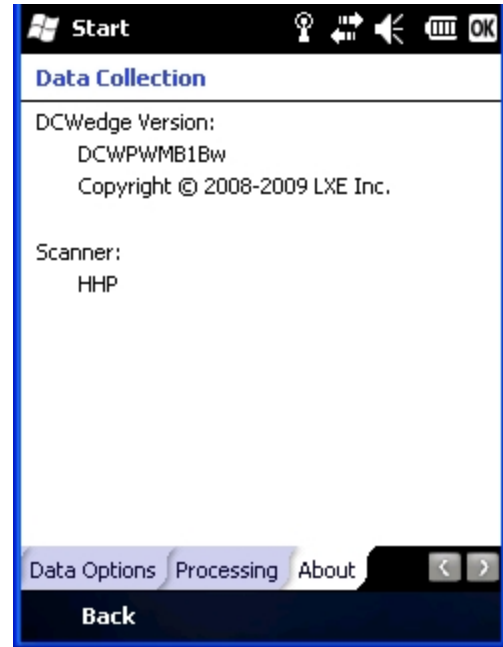 Start
OK
Data Collection
DCWedge Version:
DCWPWMB1Bw
Copyright © 2008-2009 LXE Inc.
Scanner:
HHP
Data Options Processing About
Back